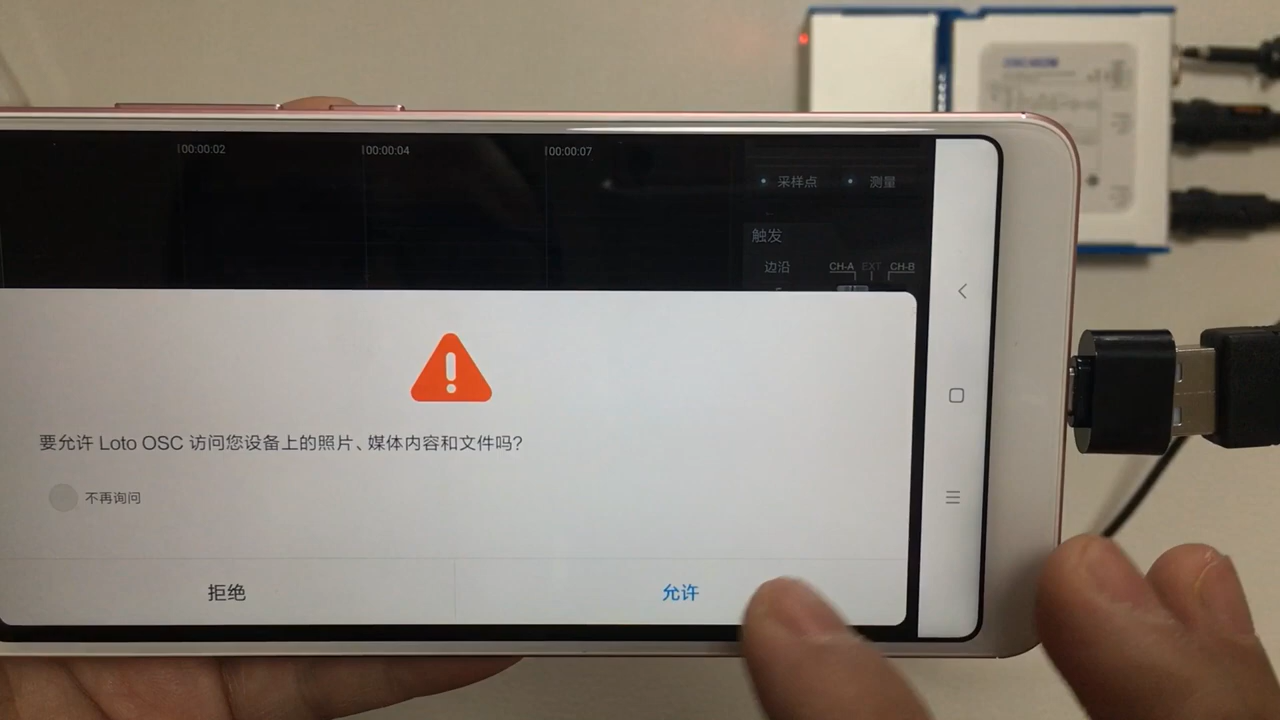 00:00:02
00:00:04
00:00:07
采样点
测量
触发
边沿
CH-A EXT CH-B
要允许 Loto OSC 访问您设备上的照片、媒体内容和文件吗?
不再询问
拒绝
允许